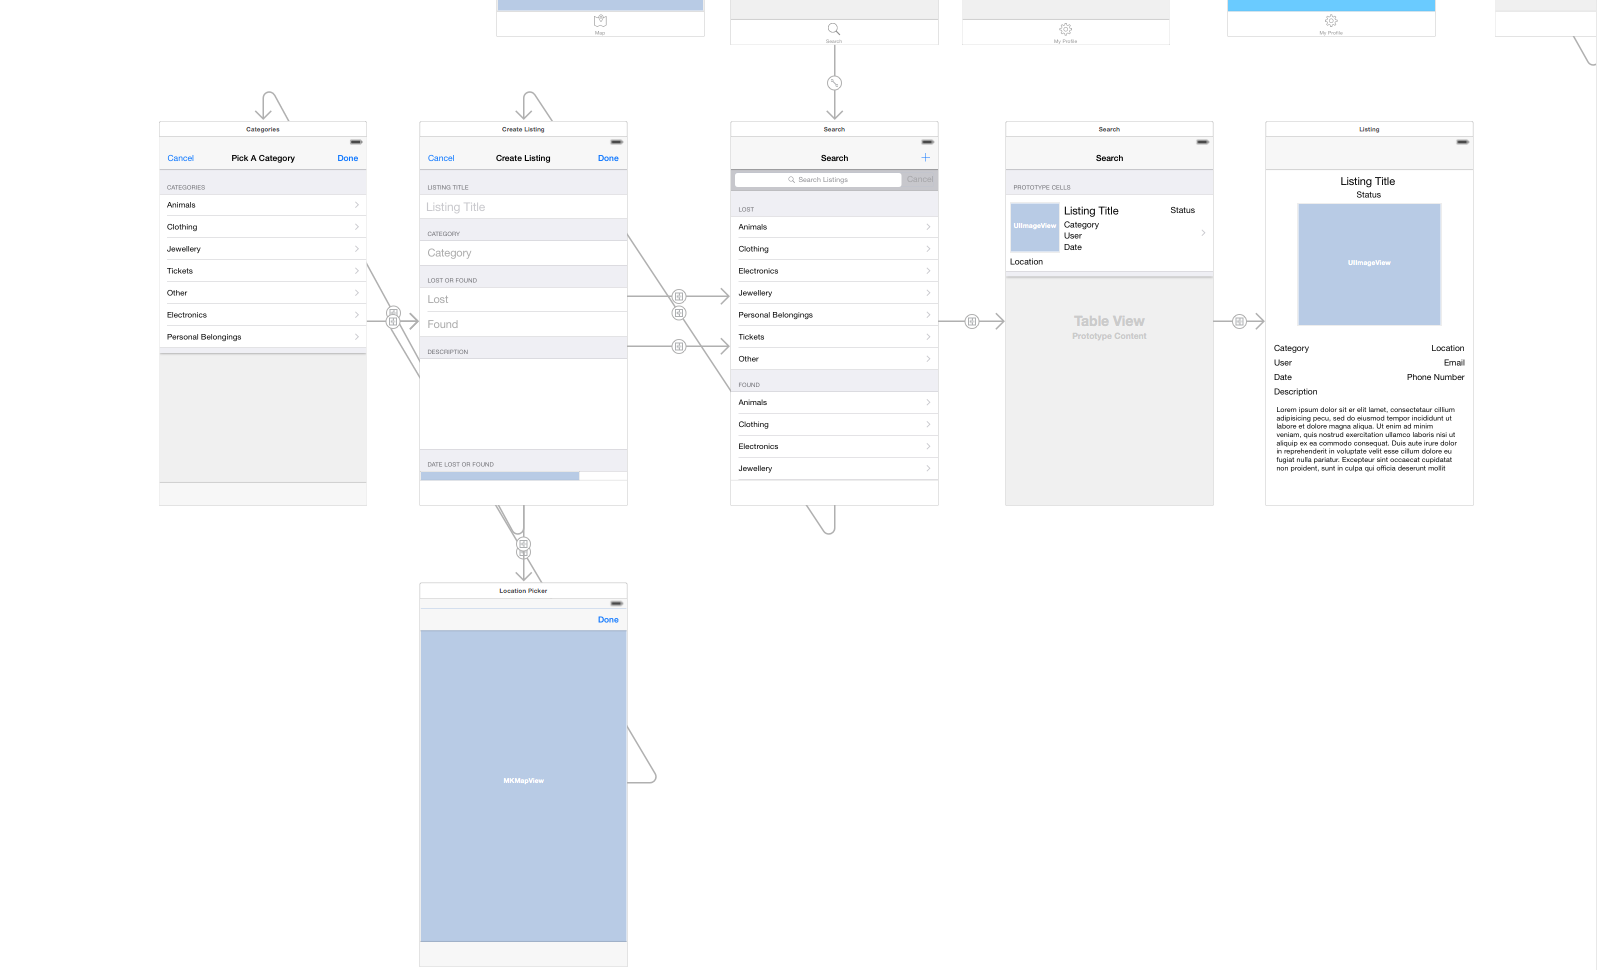 Map
Search
My Profile
My Profile
Categories
Cancel
Pick A Category
Done
CATEGORIES
Animals
Clothing
Jewellery
Tickets
Other
Electronics
Personal Belongings
Create Listing
Cancel
Create Listing
Done
LISTING TITLE
Listing Title
CATEGORY
Category
LOST OR FOUND
Lost
Found
DESCRIPTION
DATE LOST OR FOUND
Search
Search
Search Listings
Cancel
LOST
Animals
Clothing
Electronics
Jewellery
Personal Belongings
Tickets
Other
FOUND
Animals
Clothing
Electronics
Jewellery
Search
Search
PROTOTYPE CELLS
UIImageView
Listing Title
Status
Category
User
Date
Location
Table View
Prototype Content
Listing
Listing Title
Status
UIImageView
Category
Location
User
Email
Date
Phone Number
Description
Lorem ipsum dolor sit er elit lamet, consectetaur cillium
adipisicing pecu, sed do eiusmod tempor incididunt ut
labore et dolore magna aliqua. Ut enim ad minim
veniam, quis nostrud exercitation ullamco laboris nisi ut
aliquip ex ea commodo consequat. Duis aute irure dolor
in reprehenderit in voluptate velit esse cillum dolore eu
fugiat nulla pariatur. Excepteur sint occaecat cupidatat
non proident, sunt in culpa qui officia deserunt mollit
Location Picker
Done
MKMapView